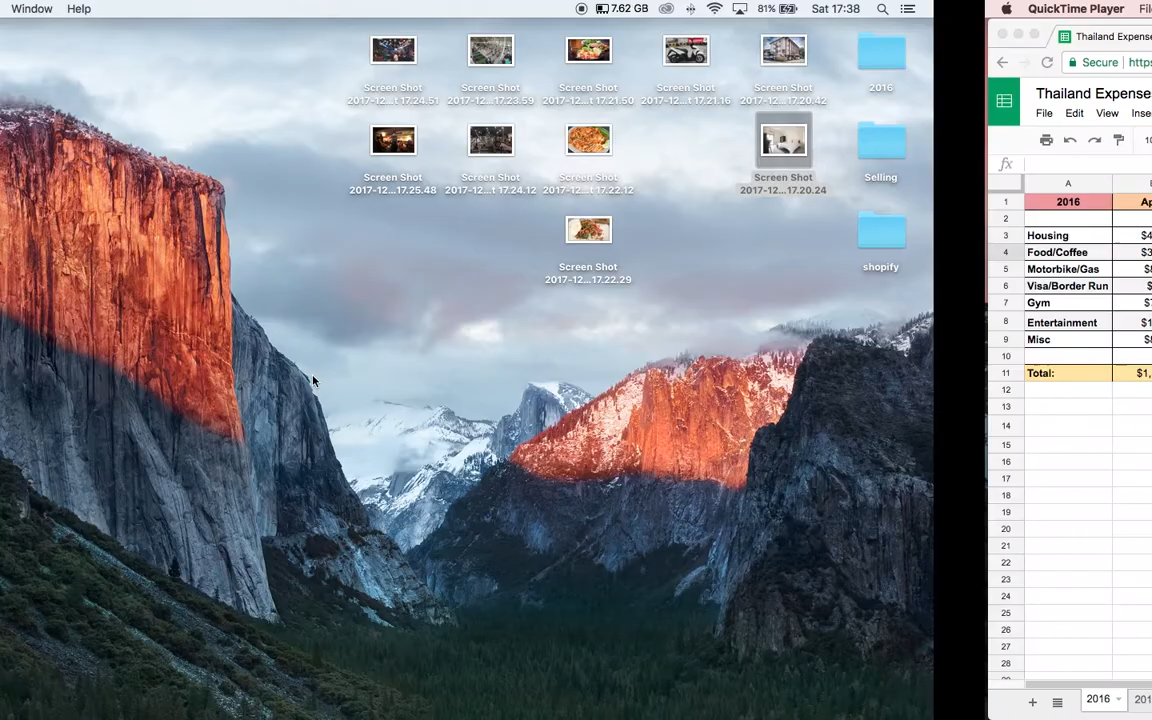 Window Help 7.62 GB 81% Sat 17:38
Screen Shot
2017-12...t 17.24.51
Screen Shot
2017-12...17.23.59
Screen Shot
2017-12...t 17.21.50
Screen Shot
2017-12...t 17.21.16
Screen Shot
2017-12...17.20.42
2016
Screen Shot
2017-12...17.25.48
Screen Shot
2017-12...t 17.24.12
Screen Shot
2017-12...t 17.22.12
Screen Shot
2017-12...17.20.24
Selling
Screen Shot
2017-12...17.22.29
shopify
QuickTime Player
Thailand Expense
Secure
Thailand Expense
File Edit View
fx
A
1 2016
2
3 Housing
4 Food/Coffee
5 Motorbike/Gas
6 Visa/Border Run
7 Gym
8 Entertainment
9 Misc
10
11 Total:
12
13
14
15
16
17
18
19
20
21
22
23
24
25
26
27
28
2016